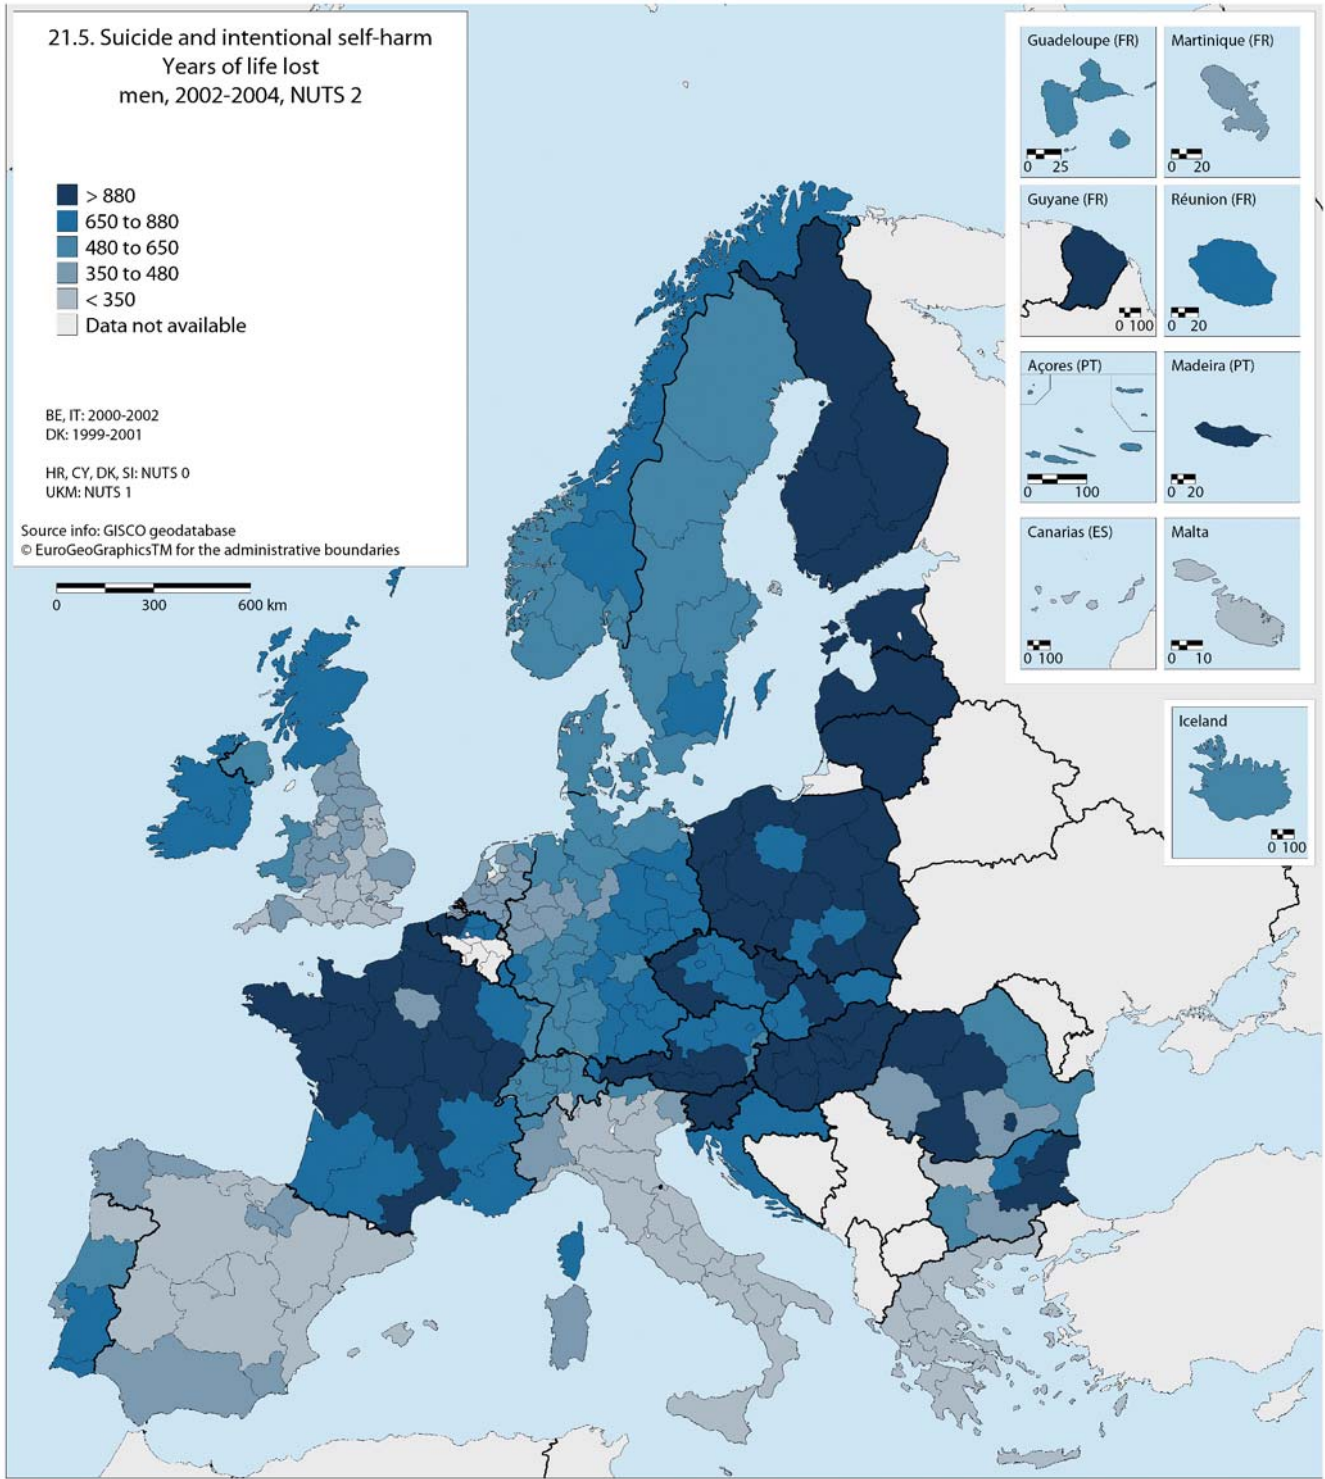 21.5. Suicide and intentional self-harm
Years of life lost
men, 2002-2004, NUTS 2
> 880
650 to 880
480 to 650
350 to 480
< 350
Data not available
BE, IT: 2000-2002
DK: 1999-2001
HR, CY, DK, SI: NUTS 0
UKM: NUTS 1
Source info: GISCO geodatabase
© EuroGeoGraphicsTM for the administrative boundaries
0 300 600 km
Guadeloupe (FR)
0 25
Martinique (FR)
0 20
Guyane (FR)
0 100
Réunion (FR)
0 20
Açores (PT)
0 100
Madeira (PT)
0 20
Canarias (ES)
0 100
Malta
0 10
Iceland
0 100